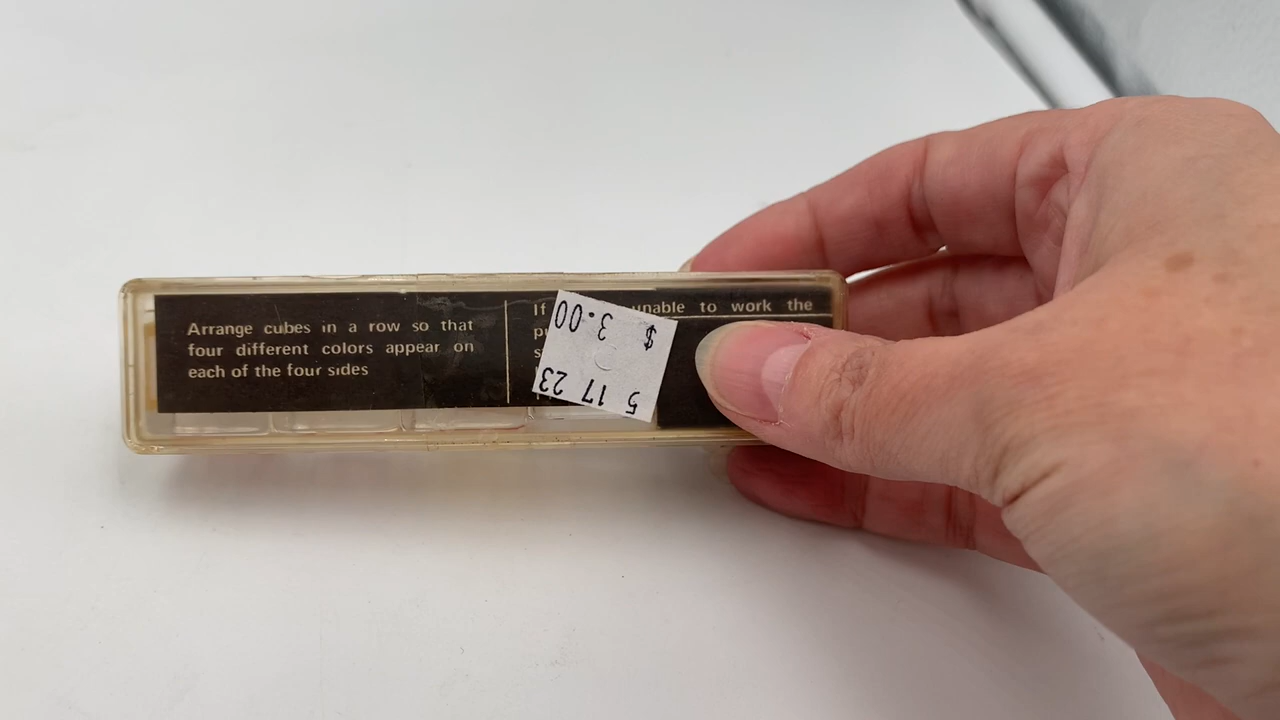 Arrange cubes in a row so that
four different colors appear on
each of the four sides
If unable to work the
$ 3.00
5 17 23